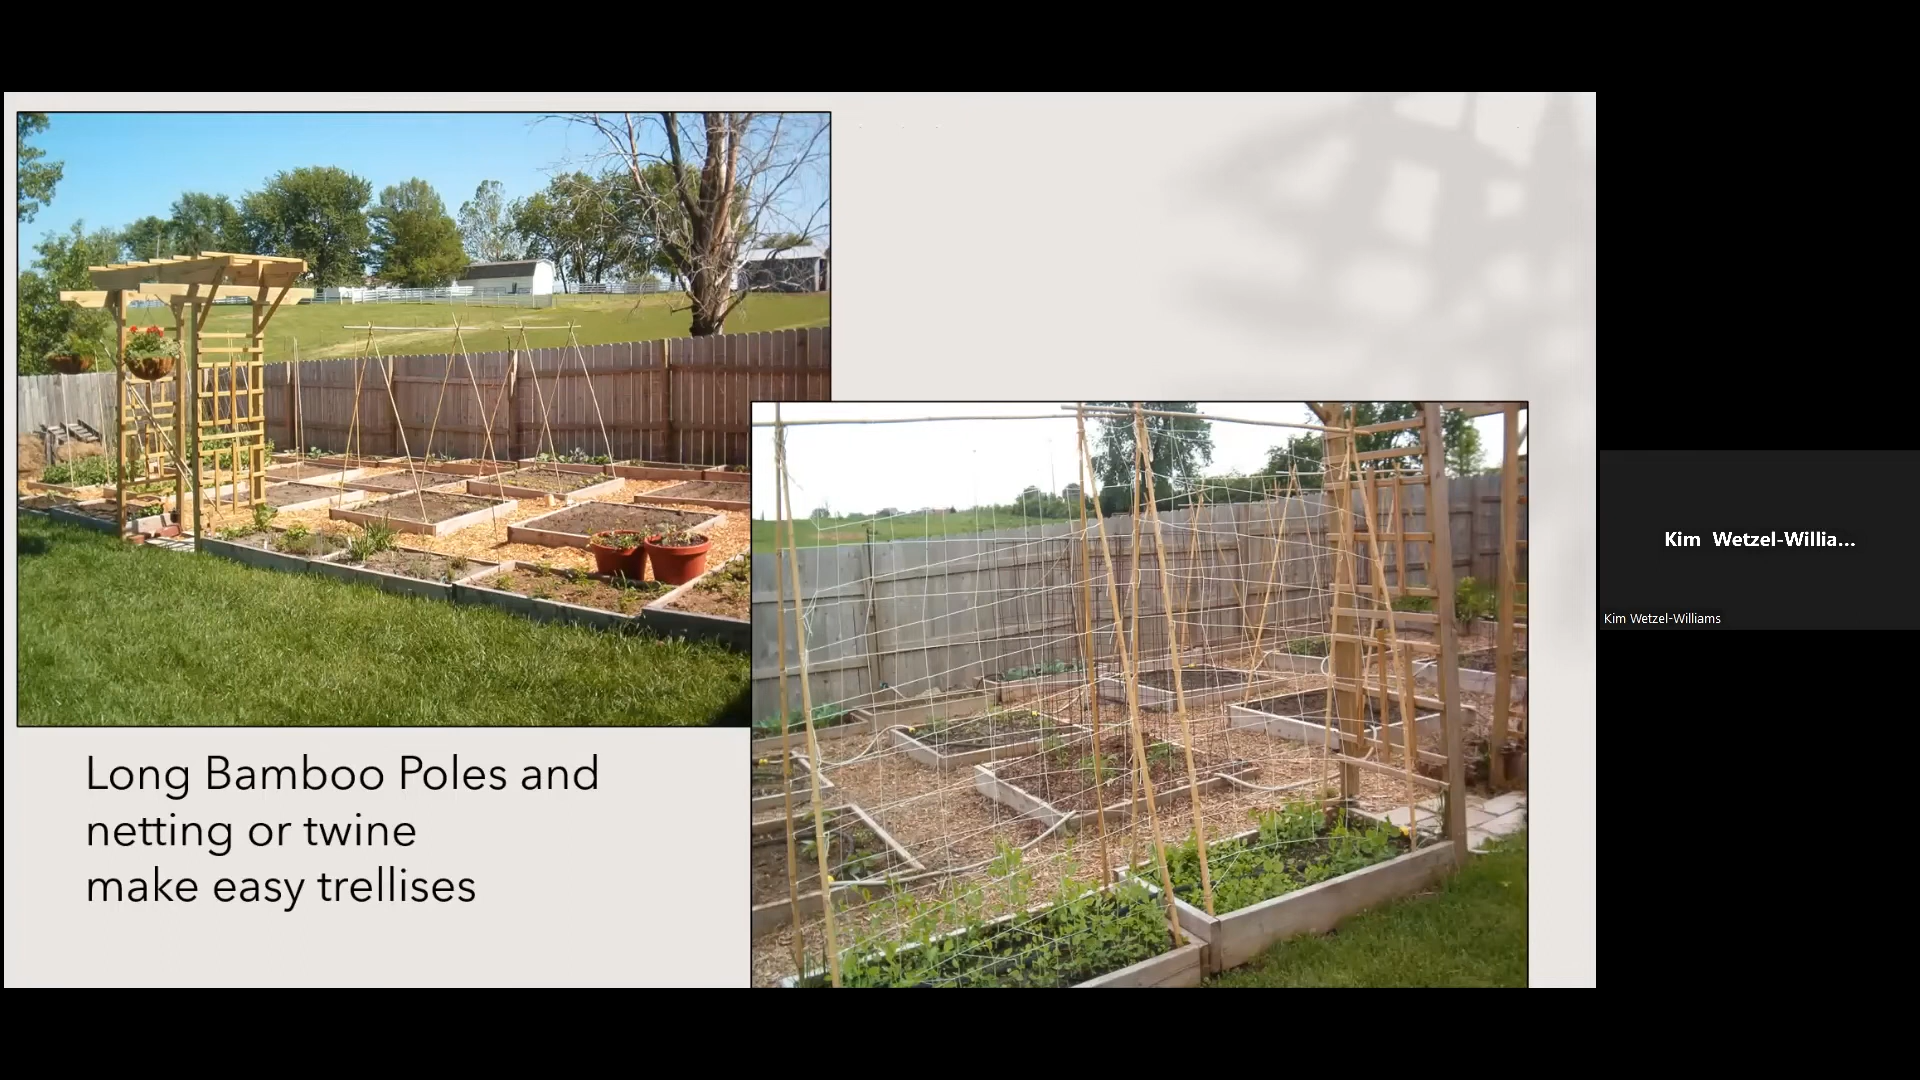 Long Bamboo Poles and
netting or twine
make easy trellises
Kim Wetzel-Willia...
Kim Wetzel-Williams